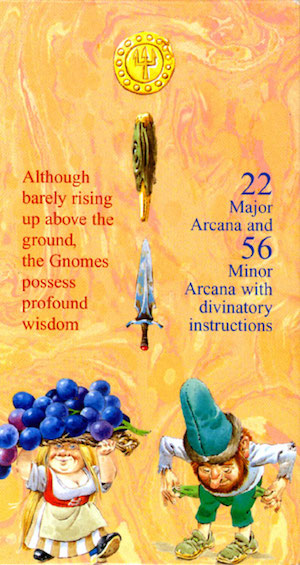 Although
barely rising
up above the
ground,
the Gnomes
possess
profound
wisdom
22
Major
Arcana and
56
Minor
Arcana with
divinatory
instructions